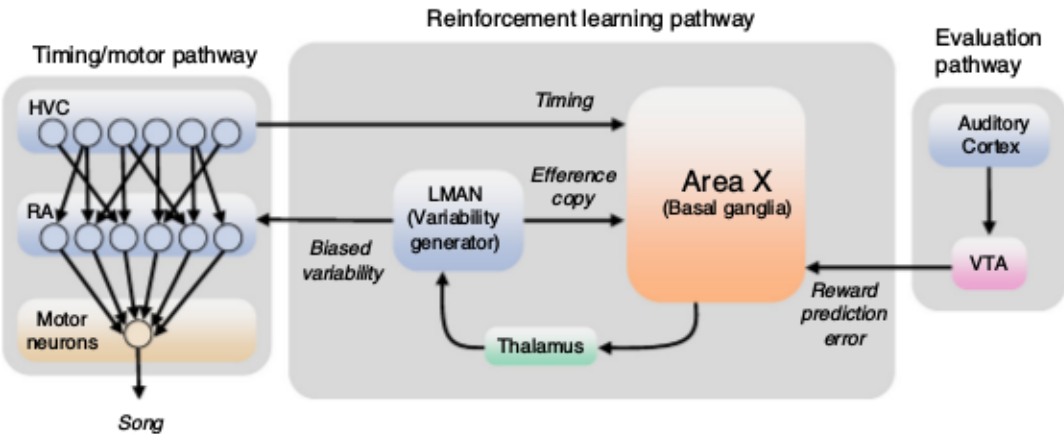 Reinforcement learning pathway
Timing/motor pathway
HVC
RA
Motor
neurons
Song
Timing
LMAN
(Variability
generator)
Efference
copy
Biased
variability
Area X
(Basal ganglia)
Thalamus
Reward
prediction
error
Evaluation
pathway
Auditory
Cortex
VTA